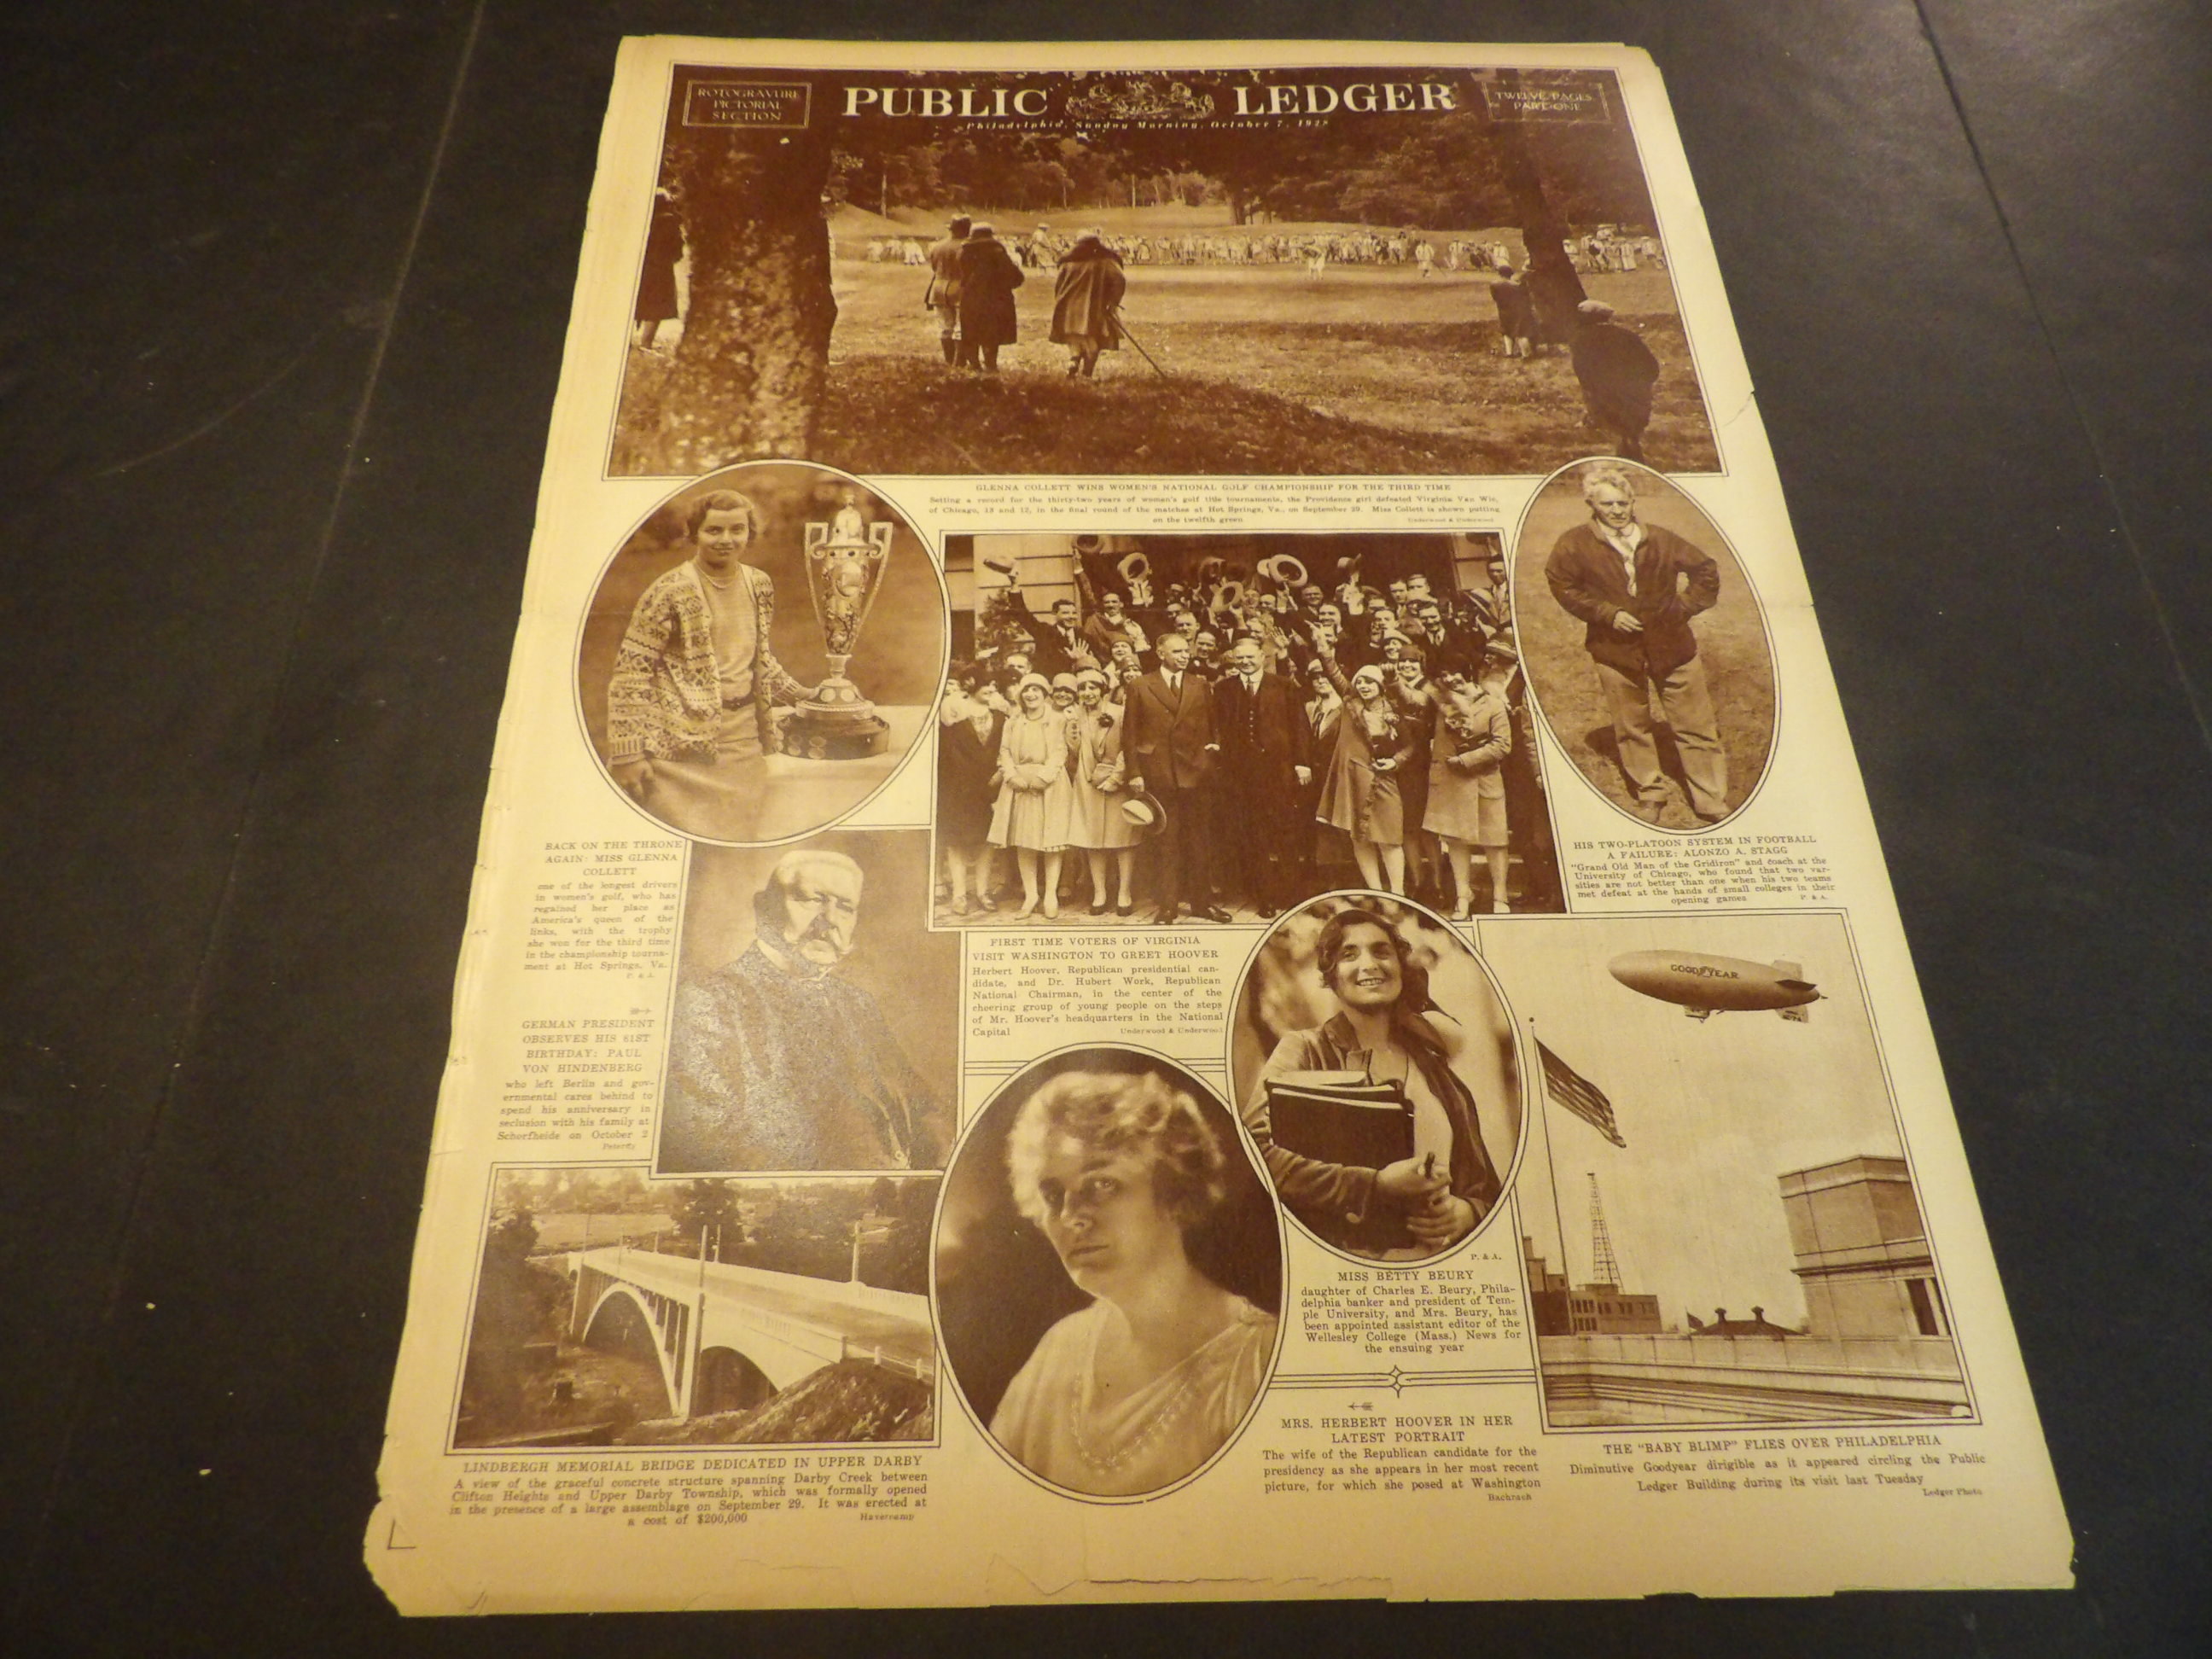 ROTOGRAVURE
PICTORIAL
SECTION
PUBLIC LEDGER
TWELVE PAGES
PART ONE
Philadelphia, Sunday Morning, October 7, 1928
GLENNA COLLETT WINS WOMEN'S NATIONAL GOLF CHAMPIONSHIP FOR THE THIRD TIME
Setting a record for the thirty-two years of women's golf title tournaments, the Providence girl defeated Virginia Van Wie,
of Chicago, 13 and 12, in the final round of the matches at Hot Springs, Va., on September 29. Miss Collett is shown putting
on the twelfth green
Underwood & Underwood
BACK ON THE THRONE
AGAIN: MISS GLENNA
COLLETT
one of the longest drivers
in women's golf, who has
regained her place as
America's queen of the
links, with the trophy
she won for the third time
in the championship tourna-
ment at Hot Springs, Va.
P. & A.
GERMAN PRESIDENT
OBSERVES HIS 81ST
BIRTHDAY: PAUL
VON HINDENBERG
who left Berlin and gov-
ernmental cares behind to
spend his anniversary in
seclusion with his family at
Schorfheide on October 2
HIS TWO-PLATOON SYSTEM IN FOOTBALL
A FAILURE: ALONZO A. STAGG
"Grand Old Man of the Gridiron" and coach at the
University of Chicago, who found that two var-
sities are not better than one when his two teams
met defeat at the hands of small colleges in their
opening games
P. & A.
FIRST TIME VOTERS OF VIRGINIA
VISIT WASHINGTON TO GREET HOOVER
Herbert Hoover, Republican presidential can-
didate, and Dr. Hubert Work, Republican
National Chairman, in the center of the
cheering group of young people on the steps
of Mr. Hoover's headquarters in the National
Capital
Underwood & Underwood
GOODYEAR
P. & A.
MISS BETTY BEURY
daughter of Charles E. Beury, Phila-
delphia banker and president of Tem-
ple University, and Mrs. Beury, has
been appointed assistant editor of the
Wellesley College (Mass.) News for
the ensuing year
MRS. HERBERT HOOVER IN HER
LATEST PORTRAIT
The wife of the Republican candidate for the
presidency as she appears in her most recent
picture, for which she posed at Washington
Bachrach
THE "BABY BLIMP" FLIES OVER PHILADELPHIA
Diminutive Goodyear dirigible as it appeared circling the Public
Ledger Building during its visit last Tuesday
Ledger Photo
LINDBERGH MEMORIAL BRIDGE DEDICATED IN UPPER DARBY
A view of the graceful concrete structure spanning Darby Creek between
Clifton Heights and Upper Darby Township, which was formally opened
in the presence of a large assemblage on September 29. It was erected at
a cost of $200,000
Havercamp